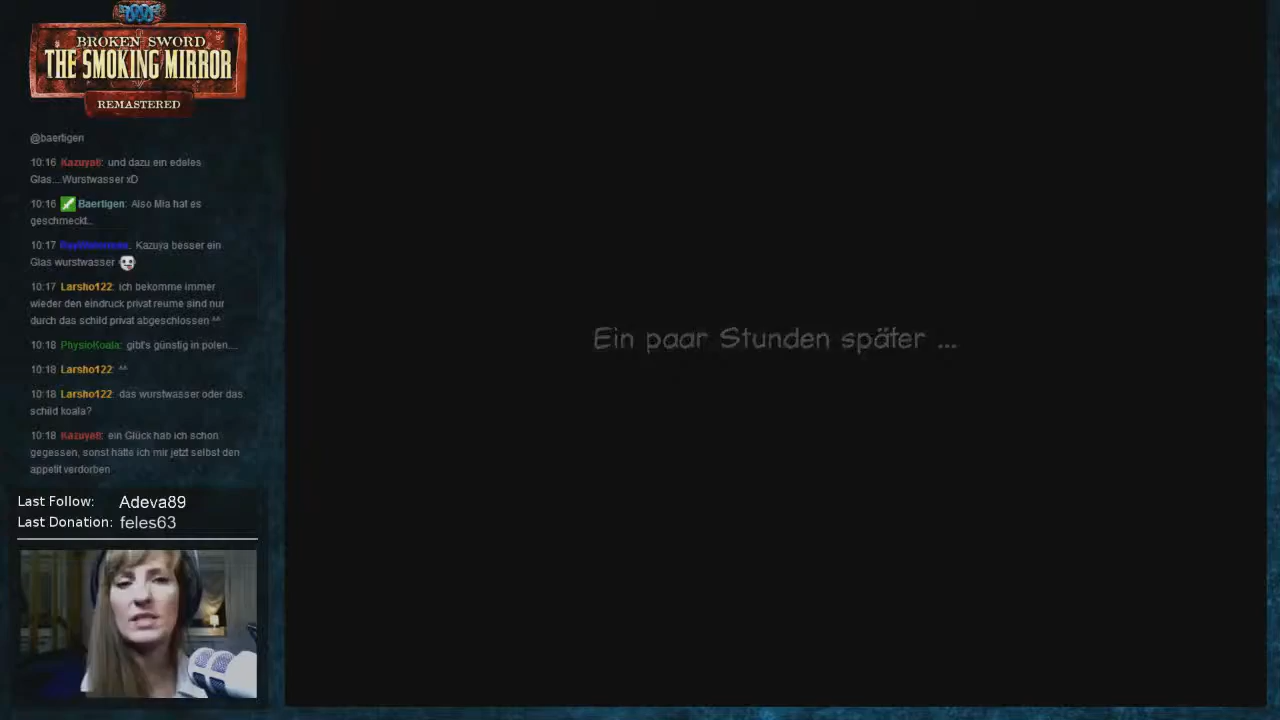 BROKEN SWORD
THE SMOKING MIRROR
REMASTERED
@baertigen
10:16 Kazuya8: und dazu ein edeles
Glas....Wurstwasser xD
10:16 Baertigen: Also Mia hat es
geschmeckt..
10:17 Kazuya besser ein
Glas wurstwasser
10:17 Larsho122: ich bekomme immer
wieder den eindruck privat reume sind nur
durch das schild privat abgeschlossen ^^
10:18 PhysioKoala: gibt's günstig in polen....
10:18 Larsho122: ^^
10:18 Larsho122: das wurstwasser oder das
schild koala?
10:18 Kazuya8: ein Glück hab ich schon
gegessen, sonst hätte ich mir jetzt selbst den
appetit verdorben
Last Follow: Adeva89
Last Donation: feles63
Ein paar Stunden später ...